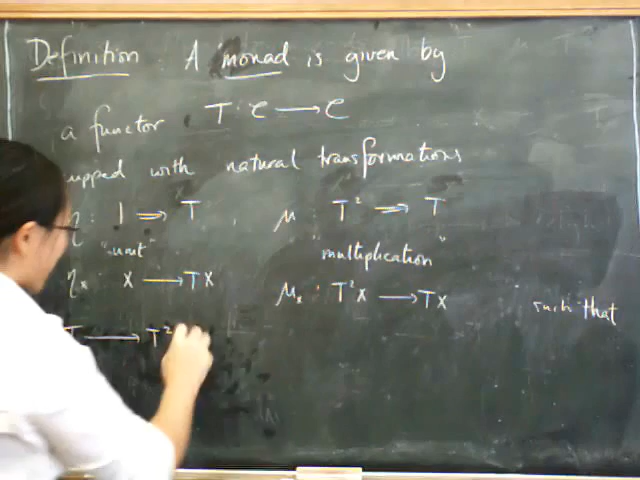 Definition : A monad is given by
a functor T : C ⟶ C
upped with natural transformations
η : 1 ⟹ T , μ : T² ⟹ T
"unit" "multiplication"
ηₓ : x ⟶ Tx μₓ : T²x ⟶ Tx such that
T ⟶ T²